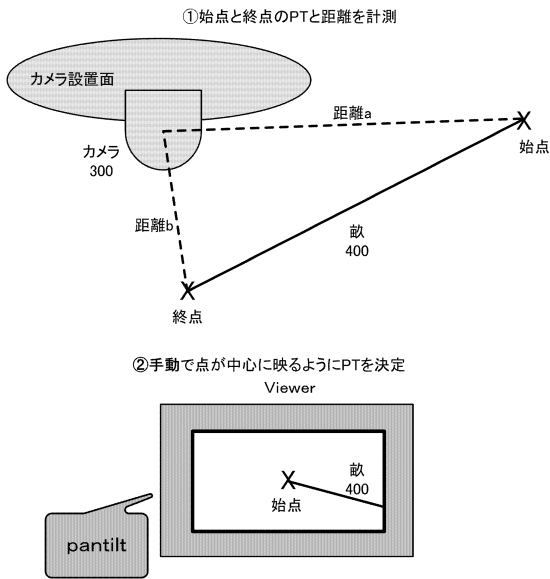 ①始点と終点のPTと距離を計測
カメラ設置面
距離a
カメラ
300
始点
距離b
畝
400
終点
②手動で点が中心に映るようにPTを決定
Viewer
畝
400
始点
pantilt